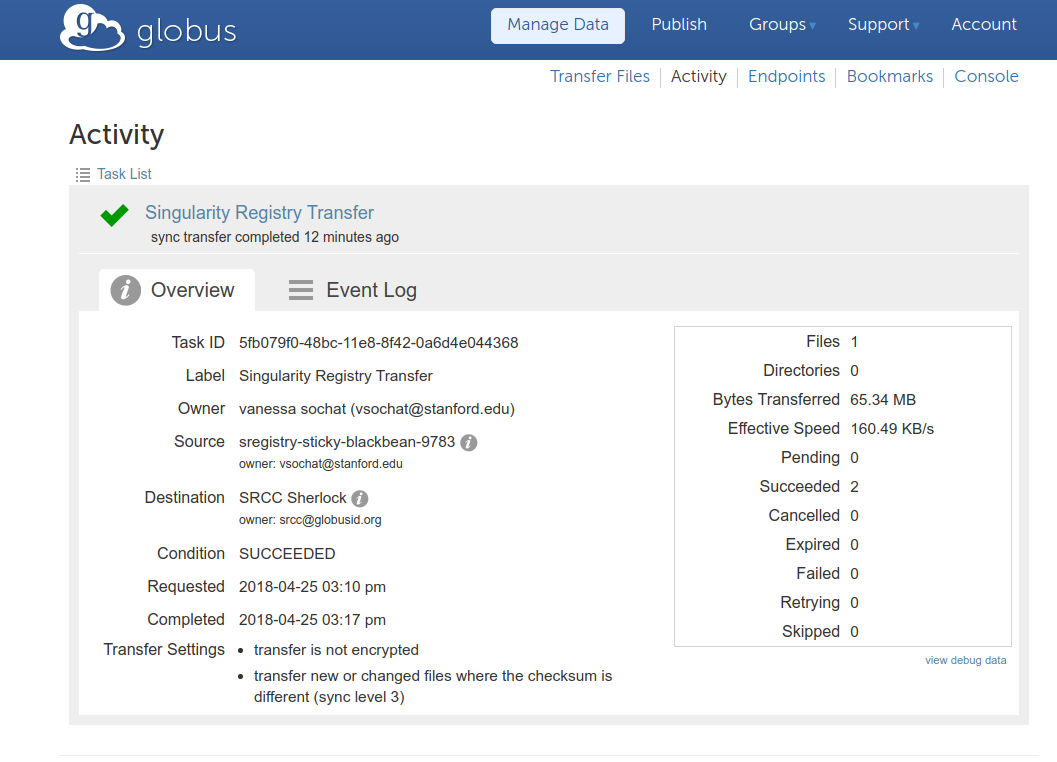 globus
Manage Data Publish Groups Support Account
Transfer Files Activity Endpoints Bookmarks Console
Activity
Task List
Singularity Registry Transfer
sync transfer completed 12 minutes ago
i Overview Event Log
Task ID 5fb079f0-48bc-11e8-8f42-0a6d4e044368
Label Singularity Registry Transfer
Owner vanessa sochat (vsochat@stanford.edu)
Source sregistry-sticky-blackbean-9783 i
owner: vsochat@stanford.edu
Destination SRCC Sherlock i
owner: srcc@globusid.org
Condition SUCCEEDED
Requested 2018-04-25 03:10 pm
Completed 2018-04-25 03:17 pm
Transfer Settings • transfer is not encrypted
• transfer new or changed files where the checksum is
different (sync level 3)
Files 1
Directories 0
Bytes Transferred 65.34 MB
Effective Speed 160.49 KB/s
Pending 0
Succeeded 2
Cancelled 0
Expired 0
Failed 0
Retrying 0
Skipped 0
view debug data